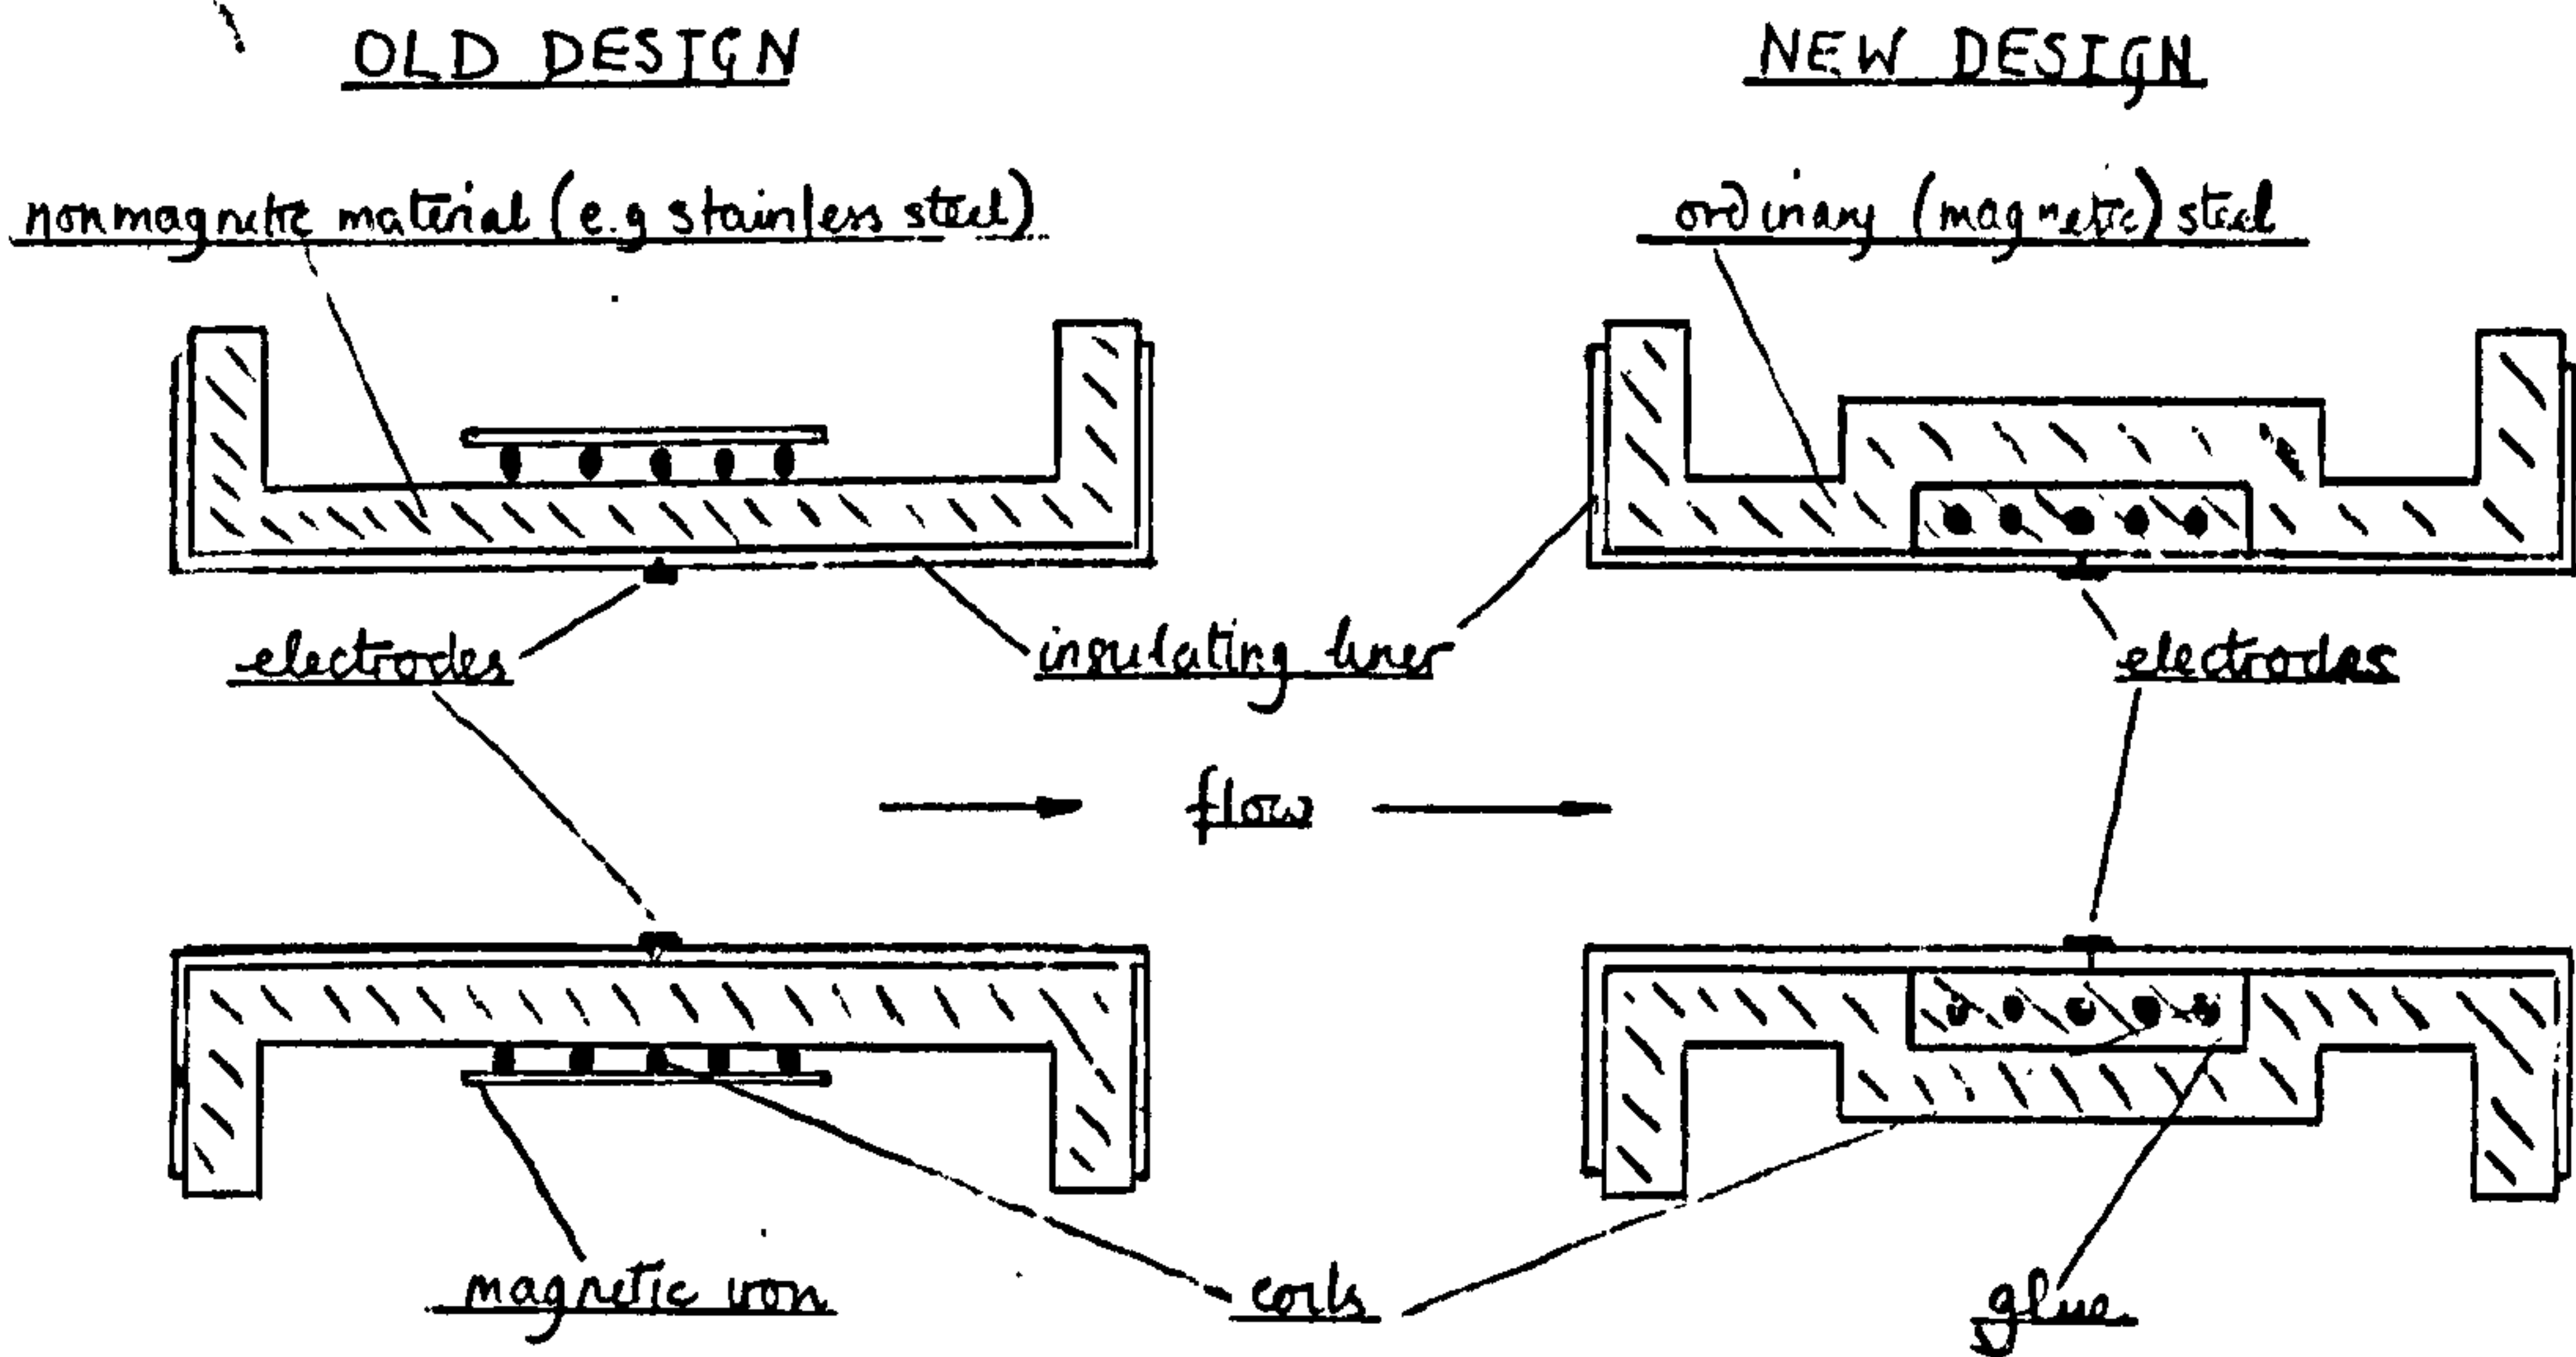 OLD DESIGN
NEW DESIGN
nonmagnetic material (e.g stainless steel)
ordinary (magnetic) steel
electrodes
insulating liner
electrodes
flow
magnetic iron
coils
glue